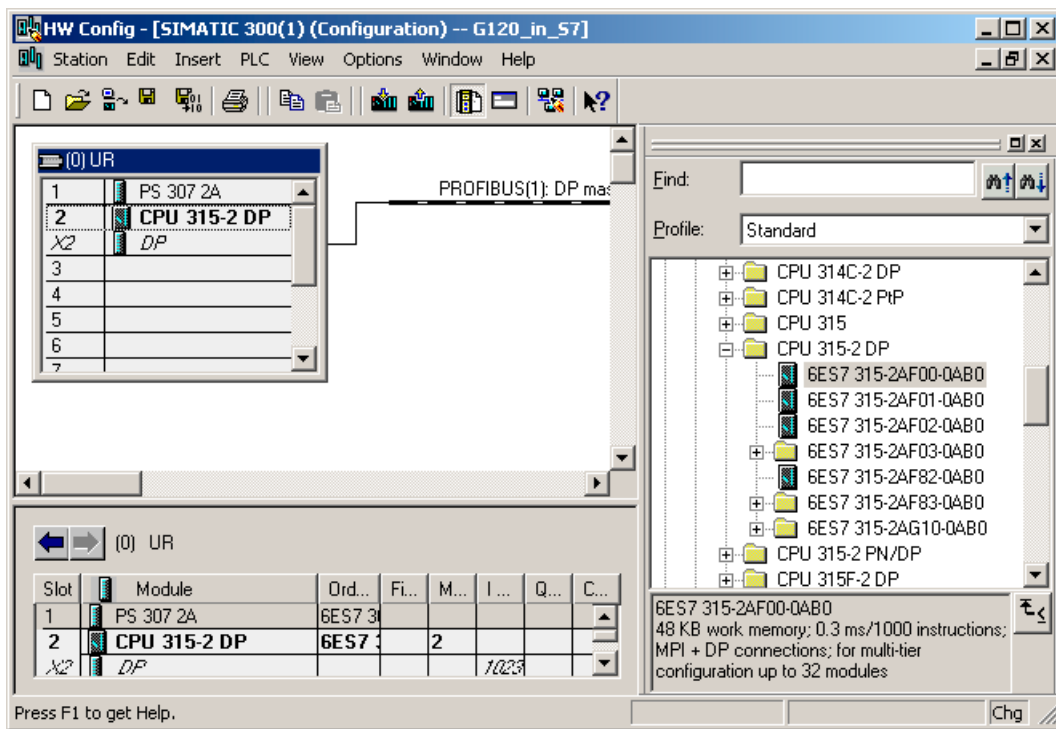 HW Config - [SIMATIC 300(1) (Configuration) -- G120_in_S7]
Station Edit Insert PLC View Options Window Help
(0) UR
1 PS 307 2A
2 CPU 315-2 DP
X2 DP
3
4
5
6
7
PROFIBUS(1): DP mas
Find:
Profile: Standard
CPU 314C-2 DP
CPU 314C-2 PtP
CPU 315
CPU 315-2 DP
6ES7 315-2AF00-0AB0
6ES7 315-2AF01-0AB0
6ES7 315-2AF02-0AB0
6ES7 315-2AF03-0AB0
6ES7 315-2AF82-0AB0
6ES7 315-2AF83-0AB0
6ES7 315-2AG10-0AB0
CPU 315-2 PN/DP
CPU 315F-2 DP
(0) UR
Slot Module Ord... Fi... M... I ... Q... C...
1 PS 307 2A 6ES7 3
2 CPU 315-2 DP 6ES7 2
X2 DP 1023
6ES7 315-2AF00-0AB0
48 KB work memory; 0.3 ms/1000 instructions;
MPI + DP connections; for multi-tier
configuration up to 32 modules
Press F1 to get Help.
Chg